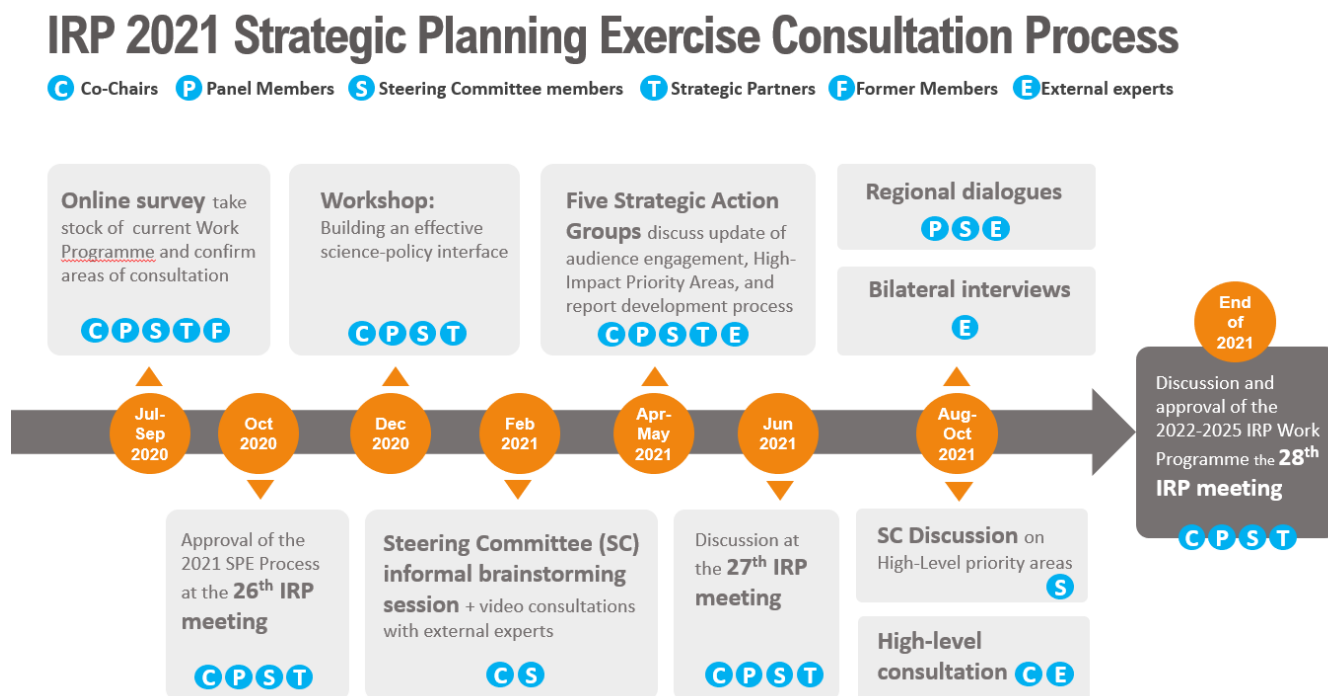 IRP 2021 Strategic Planning Exercise Consultation Process
C Co-Chairs P Panel Members S Steering Committee members T Strategic Partners F Former Members E External experts
Online survey take
stock of current Work
Programme and confirm
areas of consultation
C P S T F
Workshop:
Building an effective
science-policy interface
C P S T
Five Strategic Action
Groups discuss update of
audience engagement, High-
Impact Priority Areas, and
report development process
C P S T E
Regional dialogues
P S E
Bilateral interviews
E
Jul-
Sep
2020
Oct
2020
Dec
2020
Feb
2021
Apr-
May
2021
Jun
2021
Aug-
Oct
2021
End
of
2021
Discussion and
approval of the
2022-2025 IRP Work
Programme the 28th
IRP meeting
C P S T
Approval of the
2021 SPE Process
at the 26th IRP
meeting
C P S T
Steering Committee (SC)
informal brainstorming
session + video consultations
with external experts
C S
Discussion at
the 27th IRP
meeting
C P S T
SC Discussion on
High-Level priority areas
S
High-level
consultation C E